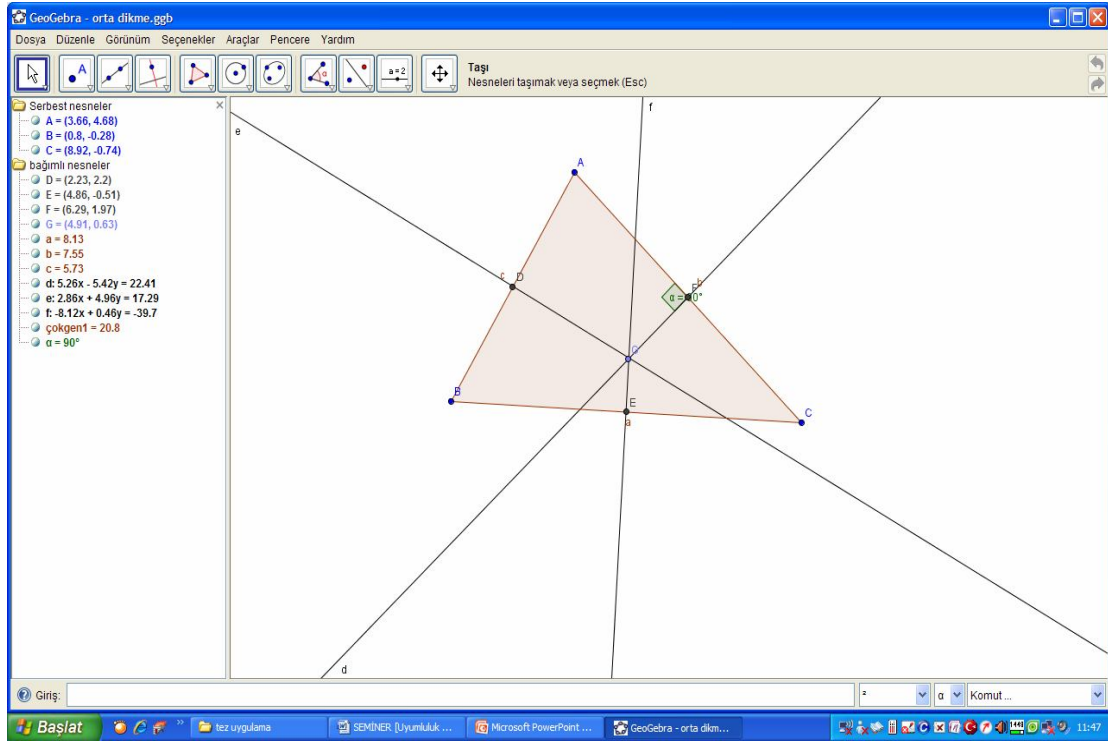 GeoGebra - orta dikme.ggb
Dosya Düzenle Görünüm Seçenekler Araçlar Pencere Yardım
A
α
a=2
Taşı
Nesneleri taşımak veya seçmek (Esc)
Serbest nesneler
A = (3.66, 4.68)
B = (0.8, -0.28)
C = (8.92, -0.74)
bağımlı nesneler
D = (2.23, 2.2)
E = (4.86, -0.51)
F = (6.29, 1.97)
G = (4.91, 0.63)
a = 8.13
b = 7.55
c = 5.73
d: 5.26x - 5.42y = 22.41
e: 2.86x + 4.96y = 17.29
f: -8.12x + 0.46y = -39.7
çokgen1 = 20.8
α = 90°
e
f
A
c D
F b
α = 90°
G
B
E
a
C
d
Giriş:
² α Komut ...
Başlat
tez uygulama
SEMİNER [Uyumluluk ...
Microsoft PowerPoint ...
GeoGebra - orta dikm...
11:47